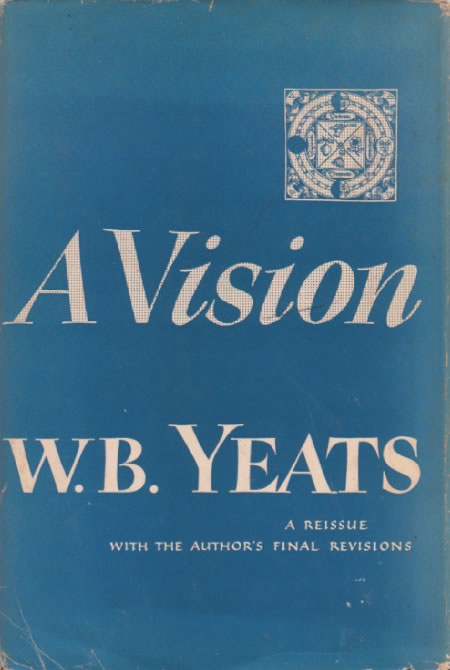 A Vision
W.B. YEATS
A REISSUE
WITH THE AUTHOR'S FINAL REVISIONS